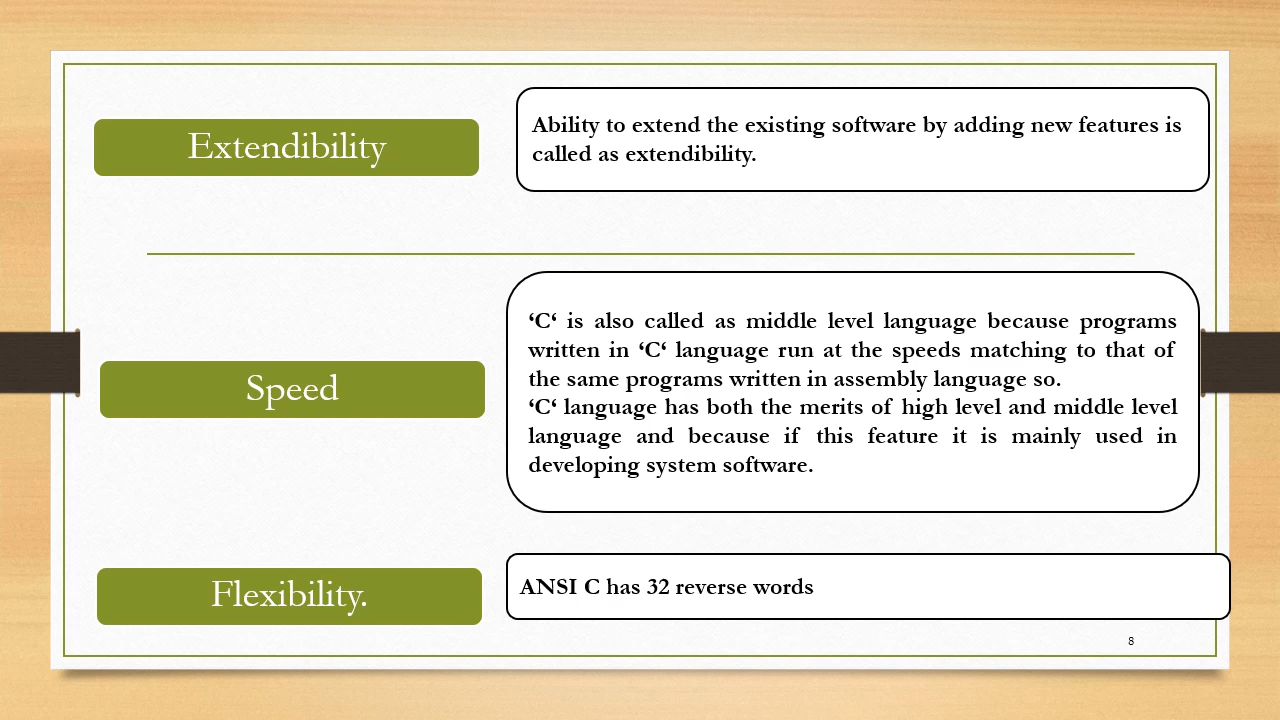 Extendibility
Ability to extend the existing software by adding new features is
called as extendibility.
Speed
‘C‘ is also called as middle level language because programs
written in ‘C‘ language run at the speeds matching to that of
the same programs written in assembly language so.
‘C‘ language has both the merits of high level and middle level
language and because if this feature it is mainly used in
developing system software.
Flexibility.
ANSI C has 32 reverse words
8